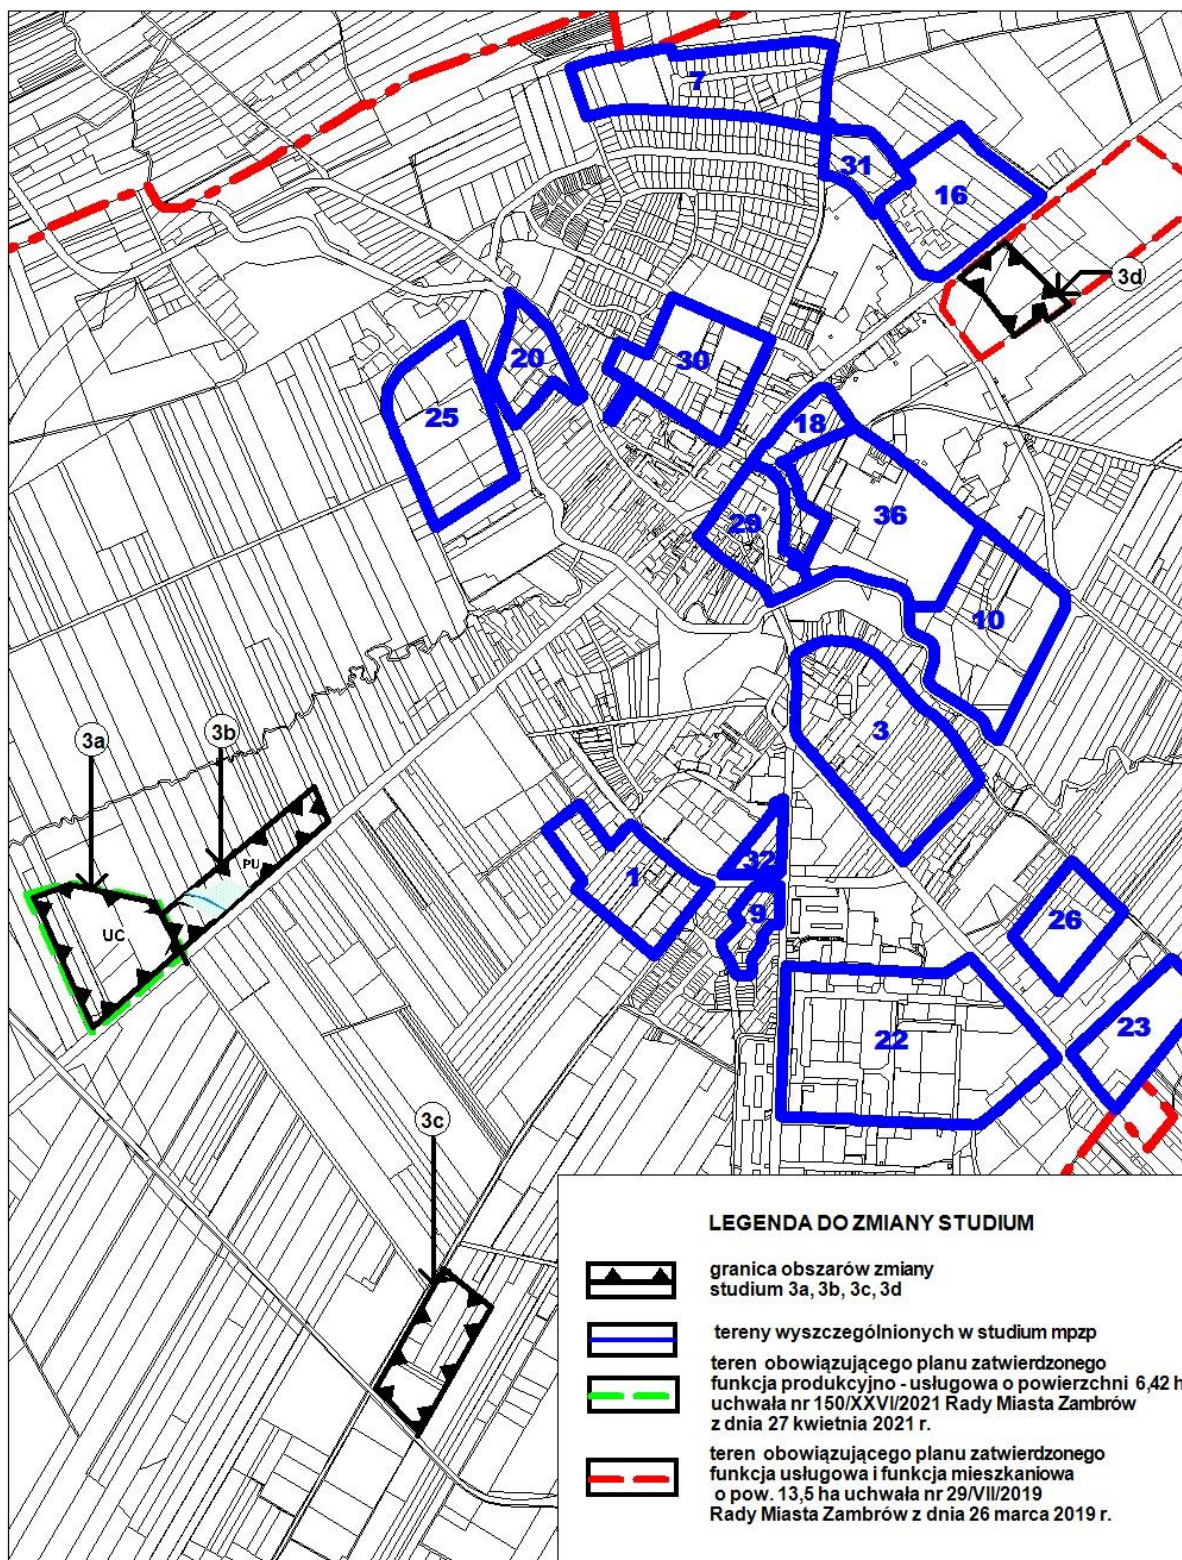 7
31
16
3d
20
30
25
18
36
29
10
3
3a
3b
PU
1
32
UC
9
26
23
22
3c
LEGENDA DO ZMIANY STUDIUM
granica obszarów zmiany
studium 3a, 3b, 3c, 3d
tereny wyszczególnionych w studium mpzp
teren obowiązującego planu zatwierdzonego
funkcja produkcyjno - usługowa o powierzchni 6,42 h
uchwała nr 150/XXVI/2021 Rady Miasta Zambrów
z dnia 27 kwietnia 2021 r.
teren obowiązującego planu zatwierdzonego
funkcja usługowa i funkcja mieszkaniowa
o pow. 13,5 ha uchwała nr 29/VII/2019
Rady Miasta Zambrów z dnia 26 marca 2019 r.